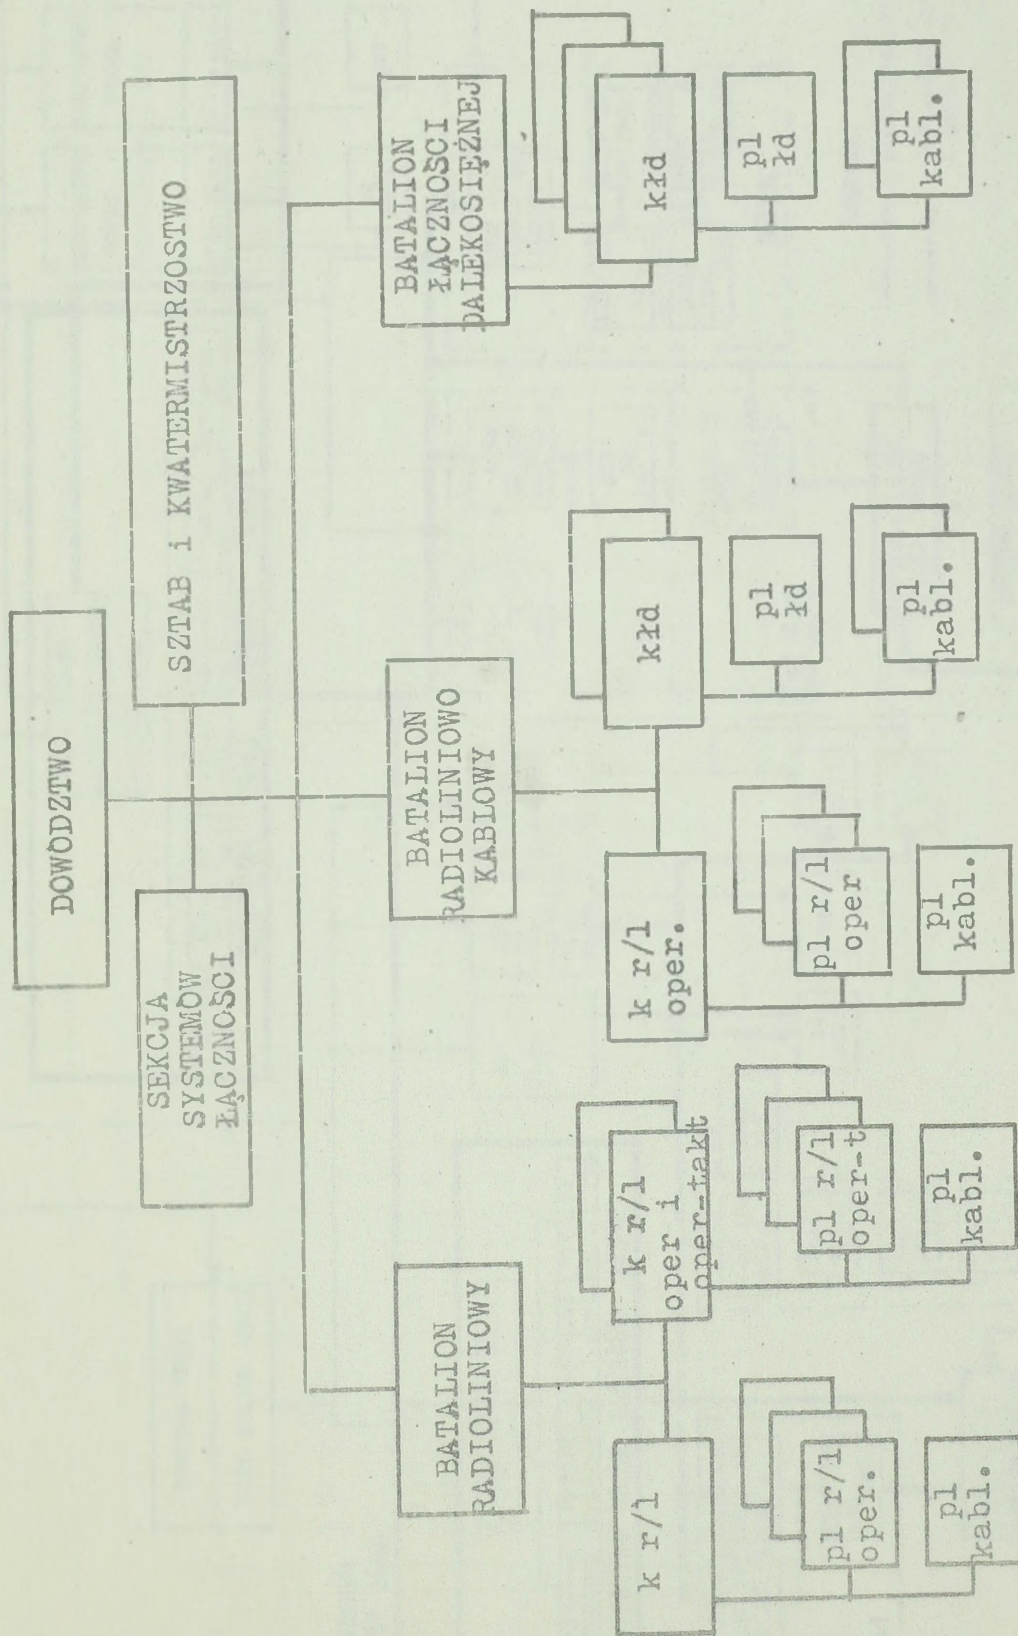 DOWÓDZTWO
SEKCJA
SYSTEMÓW
ŁĄCZNOŚCI
SZTAB i KWATERMISTRZOSTWO
BATALION
RADIOLINIOWY
BATALION
RADIOLINIOWO
KABLOWY
BATALION
ŁĄCZNOŚCI
DALEKOSIĘŻNEJ
k r/l
pl r/l
oper.
pl
kabl.
k r/l
oper i
oper-takt
pl r/l
oper-t
pl
kabl.
k r/l
oper.
pl r/l
oper
pl
kabl.
kłd
pl
łd
pl
kabl.
kłd
pl
łd
pl
kabl.